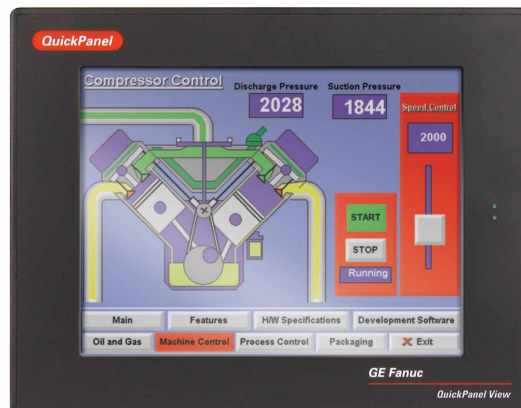 QuickPanel
Compressor Control
Discharge Pressure
Suction Pressure
2028
1844
Speed Control
2000
START
STOP
Running
Main
Features
H/W Specifications
Development Software
Oil and Gas
Machine Control
Process Control
Packaging
X Exit
GE Fanuc
QuickPanel View